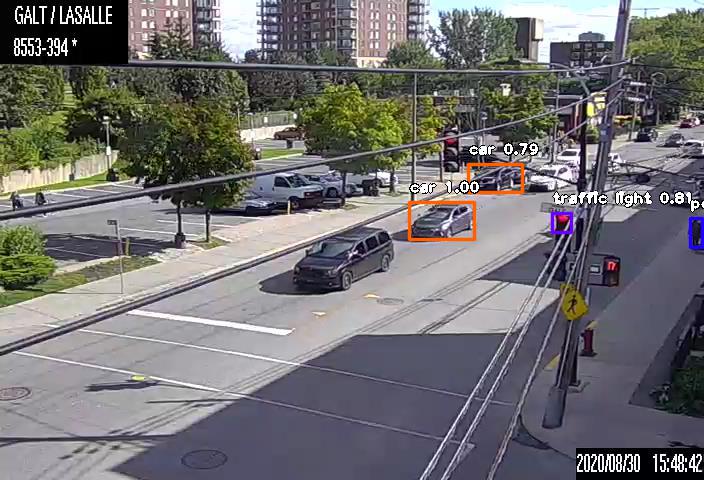 GALT / LASALLE
8553-394 *
car 0.79
car 1.00
traffic light 0.81
pe
2020/08/30 15:48:42